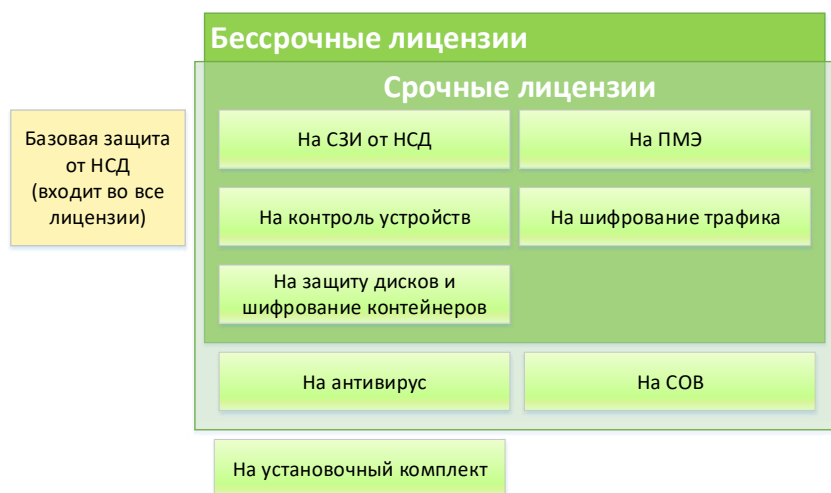 Бессрочные лицензии
Срочные лицензии
Базовая защита
от НСД
(входит во все
лицензии)
На СЗИ от НСД
На ПМЭ
На контроль устройств
На шифрование трафика
На защиту дисков и
шифрование контейнеров
На антивирус
На СОВ
На установочный комплект